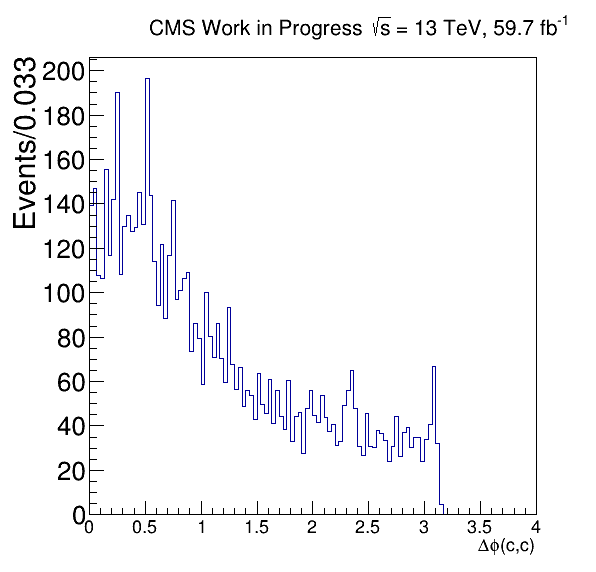 CMS Work in Progress √s = 13 TeV, 59.7 fb⁻¹
Events/0.033
200
180
160
140
120
100
80
60
40
20
0
0 0.5 1 1.5 2 2.5 3 3.5 4
Δϕ(c,c)